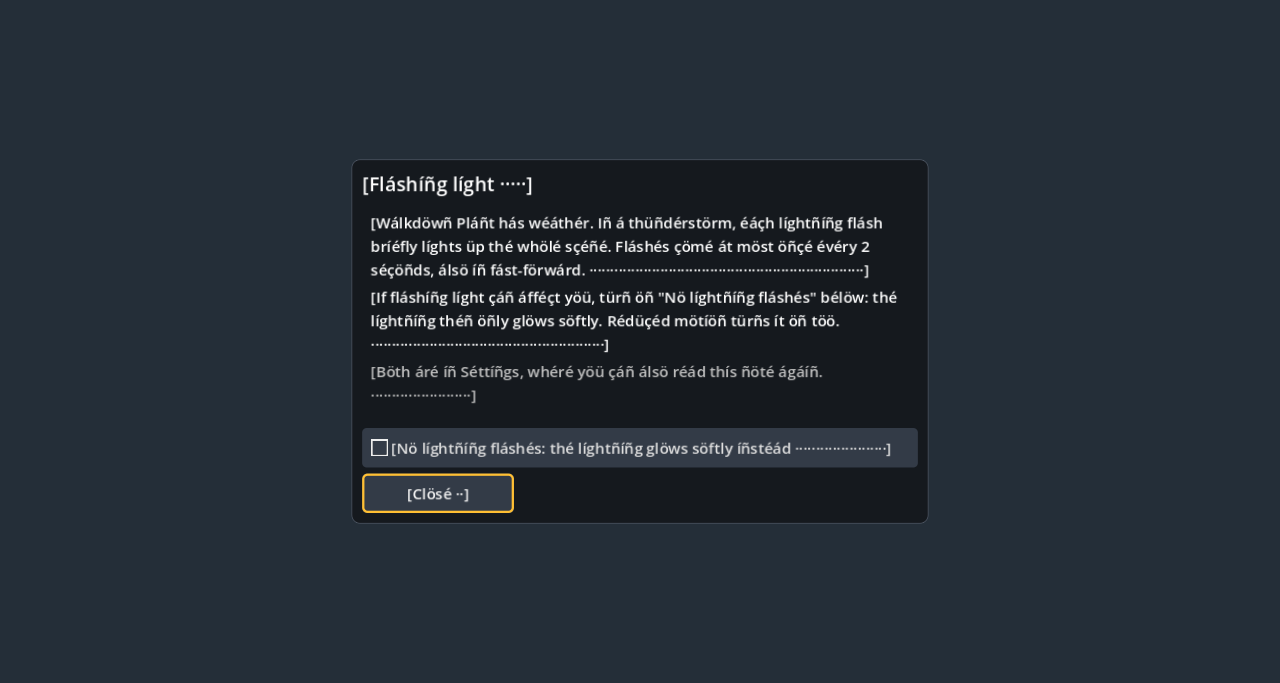 [Fláshíñg líght ·····]
[Wálkdöwñ Pláñt hás wéáthér. Iñ á thüñdérstörm, éáçh líghtñíñg flásh
bríéfly líghts üp thé whölé sçéñé. Fláshés çömé át möst öñçé évéry 2
séçöñds, álsö íñ fást-förwárd. ··································································]
[If fláshíñg líght çáñ áfféçt yöü, türñ öñ "Nö líghtñíñg fláshés" bélöw: thé
líghtñíñg théñ öñly glöws söftly. Rédüçéd mötíöñ türñs ít öñ töö.
························································]
[Böth áré íñ Séttíñgs, whéré yöü çáñ álsö réád thís ñöté ágáíñ.
························]
[Nö líghtñíñg fláshés: thé líghtñíñg glöws söftly íñstéád ······················]
[Clösé ··]